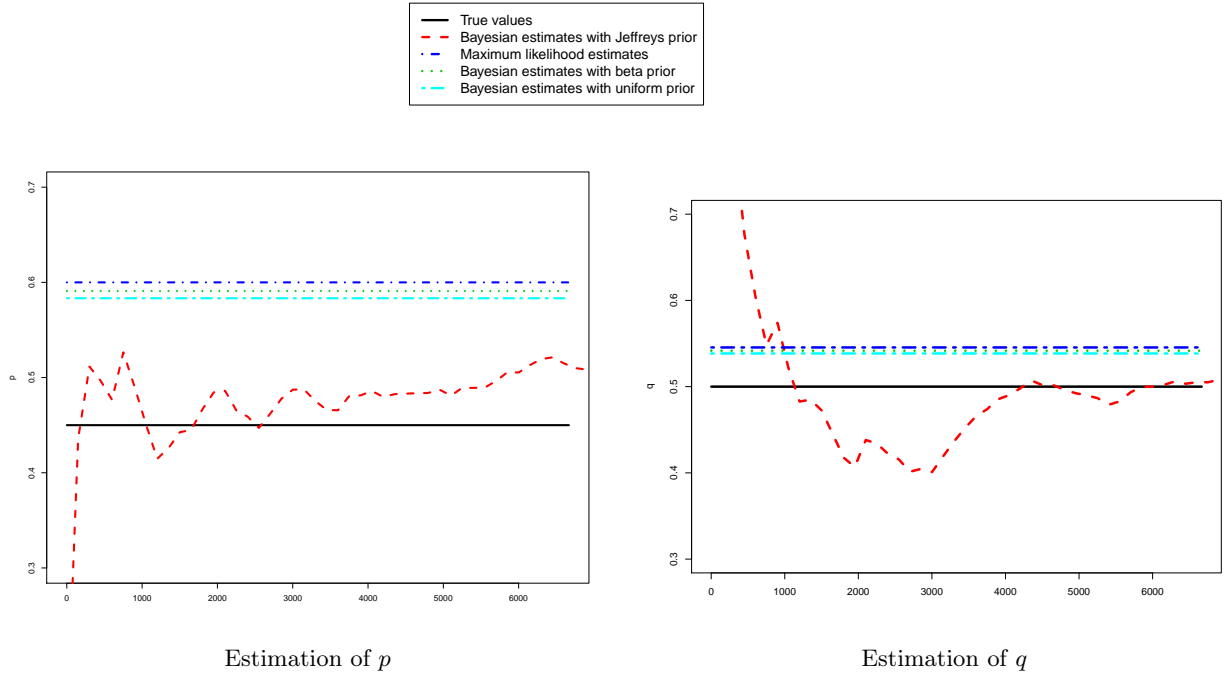 True values
Bayesian estimates with Jeffreys prior
Maximum likelihood estimates
Bayesian estimates with beta prior
Bayesian estimates with uniform prior
0.7
0.6
0.5
0.4
0.3
p
0 1000 2000 3000 4000 5000 6000
Estimation of p
0.7
0.6
0.5
0.4
0.3
q
0 1000 2000 3000 4000 5000 6000
Estimation of q